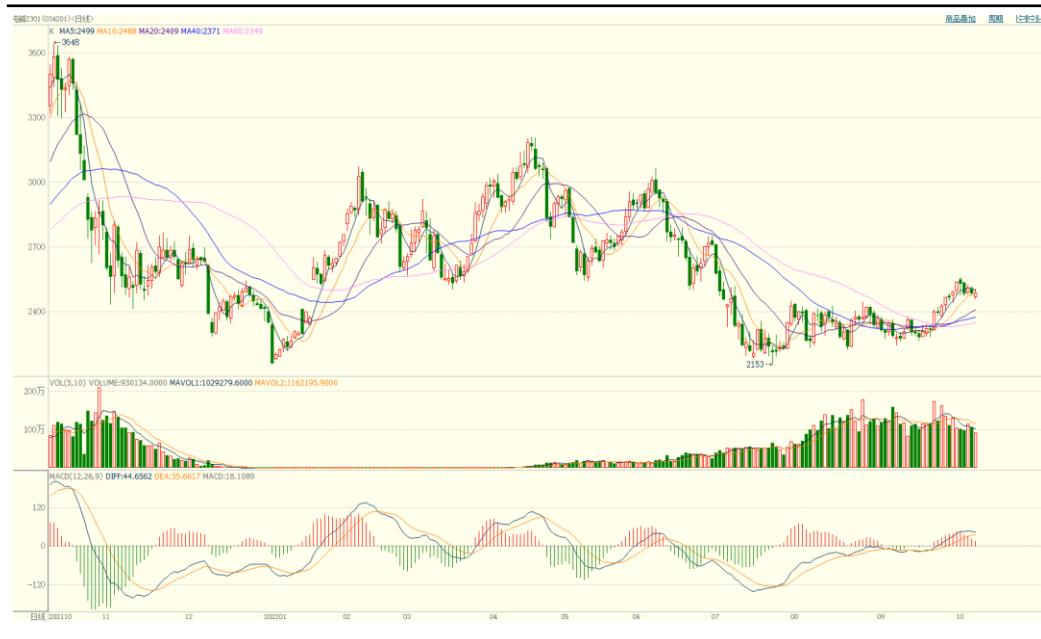 纯碱2301 (034201)<日线>
商品叠加 周期
K MA5:2499 MA10:2488 MA20:2409 MA40:2371 MA60:2349
←3648
3600
3300
3000
2700
2400
2153→
VOL(5,10) VOLUME:930134.0000 MAVOL1:1029279.6000 MAVOL2:1162195.9000
200万
100万
MACD(12,26,9) DIFF:44.6562 DEA:35.6017 MACD:18.1089
120
0
-120
日线 202110 11 12 202201 02 03 04 05 06 07 08 09 10